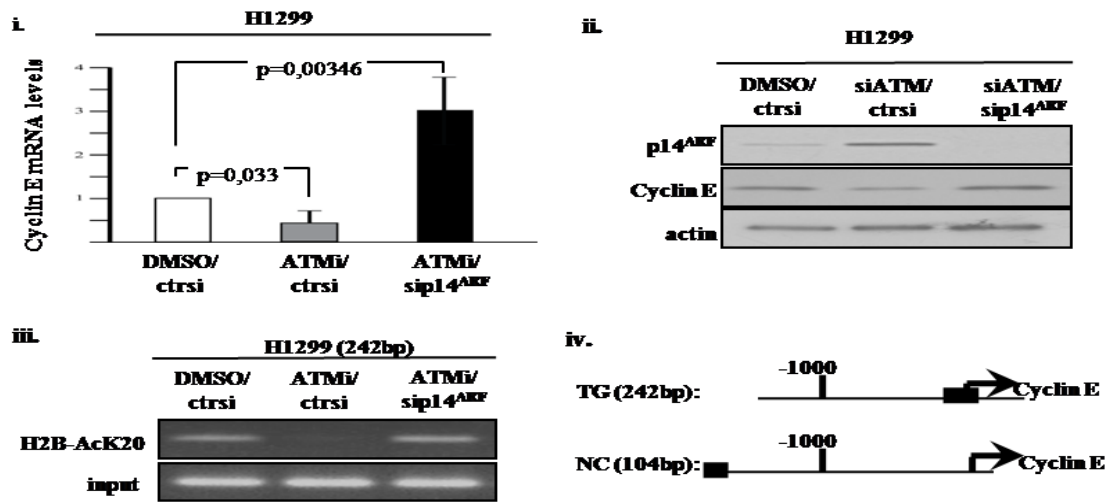 i.
H1299
Cyclin E mRNA levels
4
3
2
1
p=0,00346
p=0,033
DMSO/ ctrsi
ATMi/ ctrsi
ATMi/ sip14ARF
ii.
H1299
DMSO/ ctrsi
siATM/ ctrsi
siATM/ sip14ARF
p14ARF
Cyclin E
actin
iii.
H1299 (242bp)
DMSO/ ctrsi
ATMi/ ctrsi
ATMi/ sip14ARF
H2B-AcK20
input
iv.
-1000
TG (242bp):
Cyclin E
-1000
NC (104bp):
Cyclin E